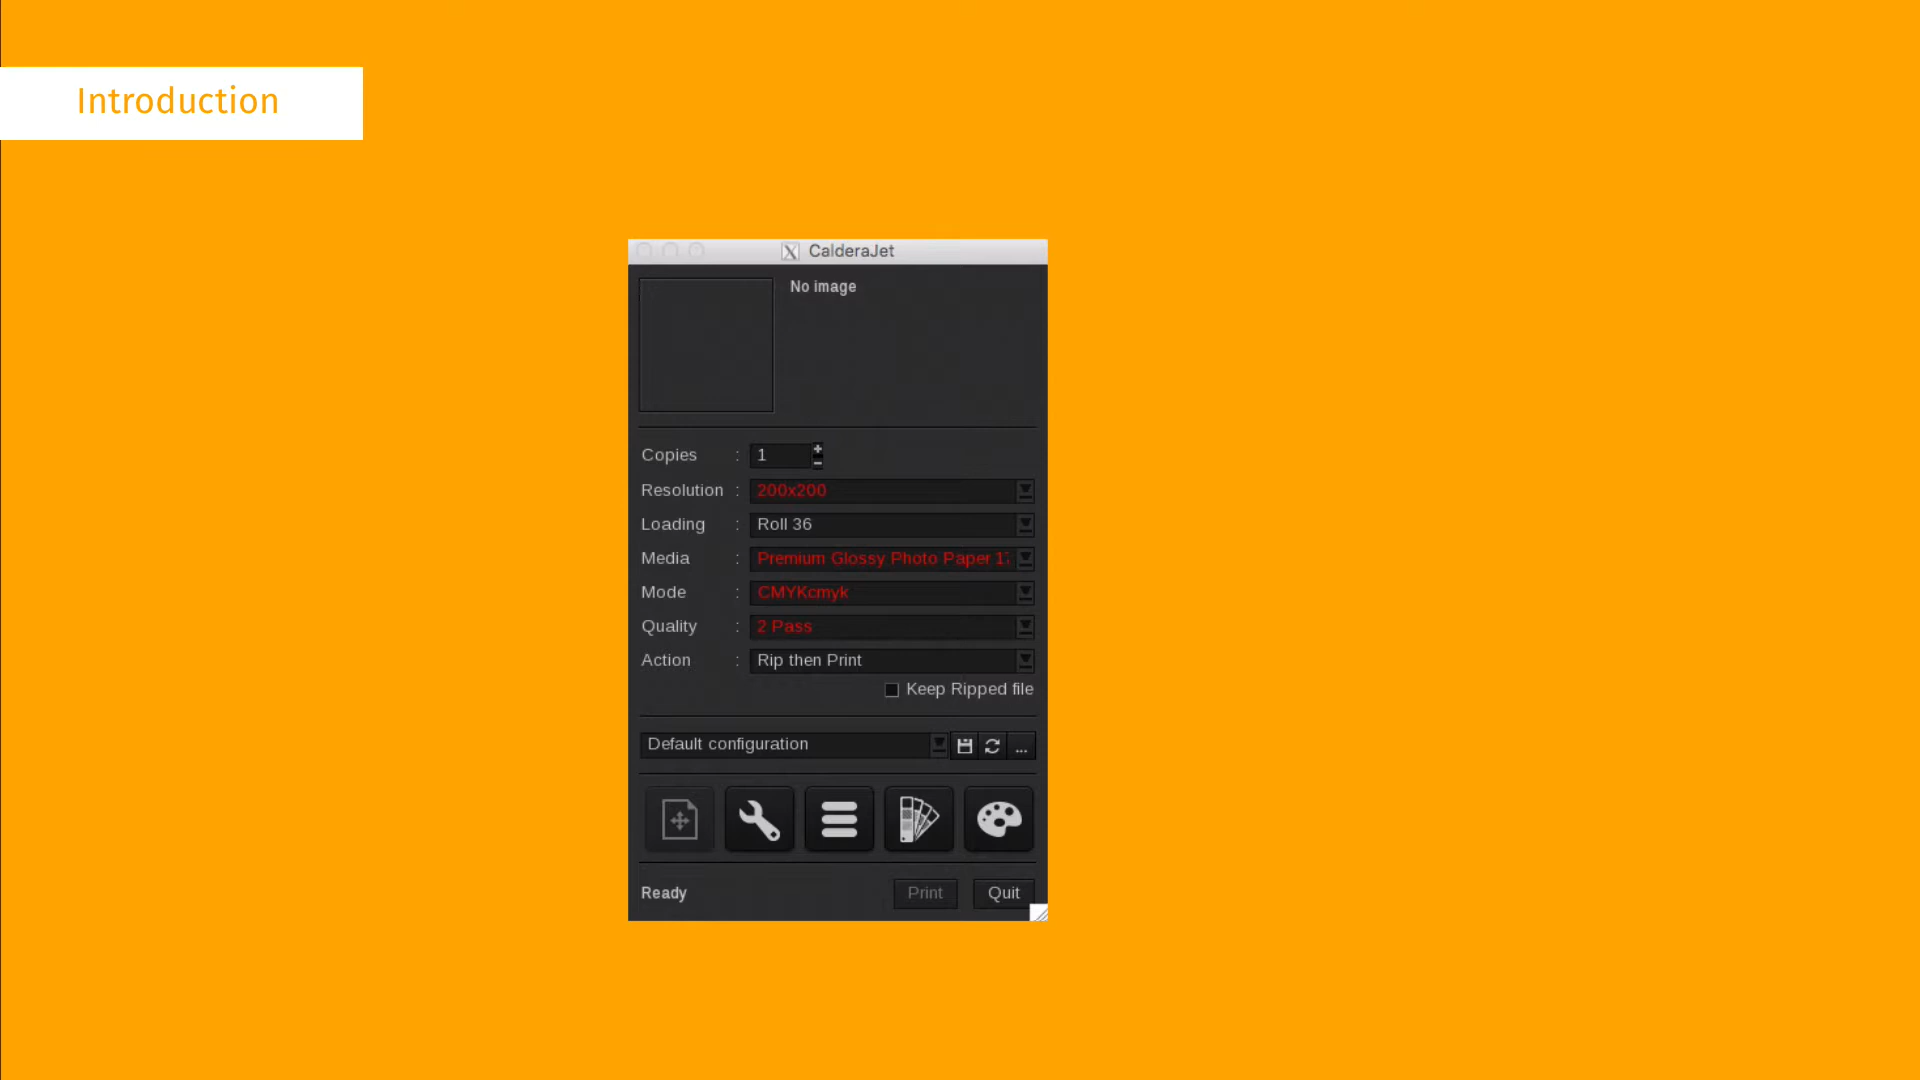 Introduction
CalderaJet
No image
Copies : 1
Resolution : 200x200
Loading : Roll 36
Media : Premium Glossy Photo Paper
Mode : CMYKcmyk
Quality : 2 Pass
Action : Rip then Print
Keep Ripped file
Default configuration
...
Ready Print Quit